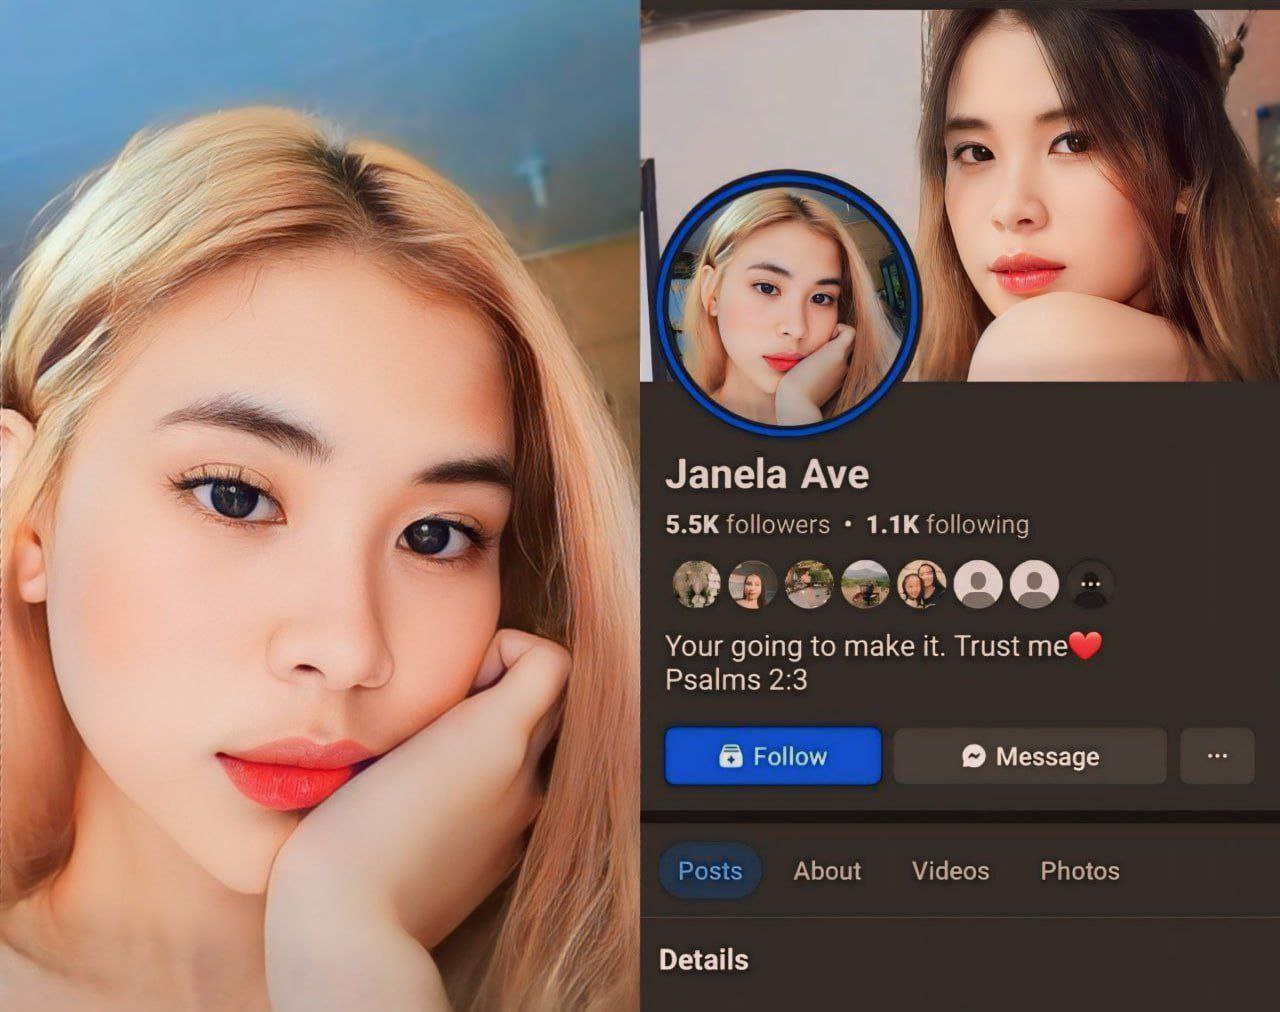 Janela Ave
5.5K followers • 1.1K following
Your going to make it. Trust me❤️
Psalms 2:3
Follow
Message
Posts
About
Videos
Photos
Details